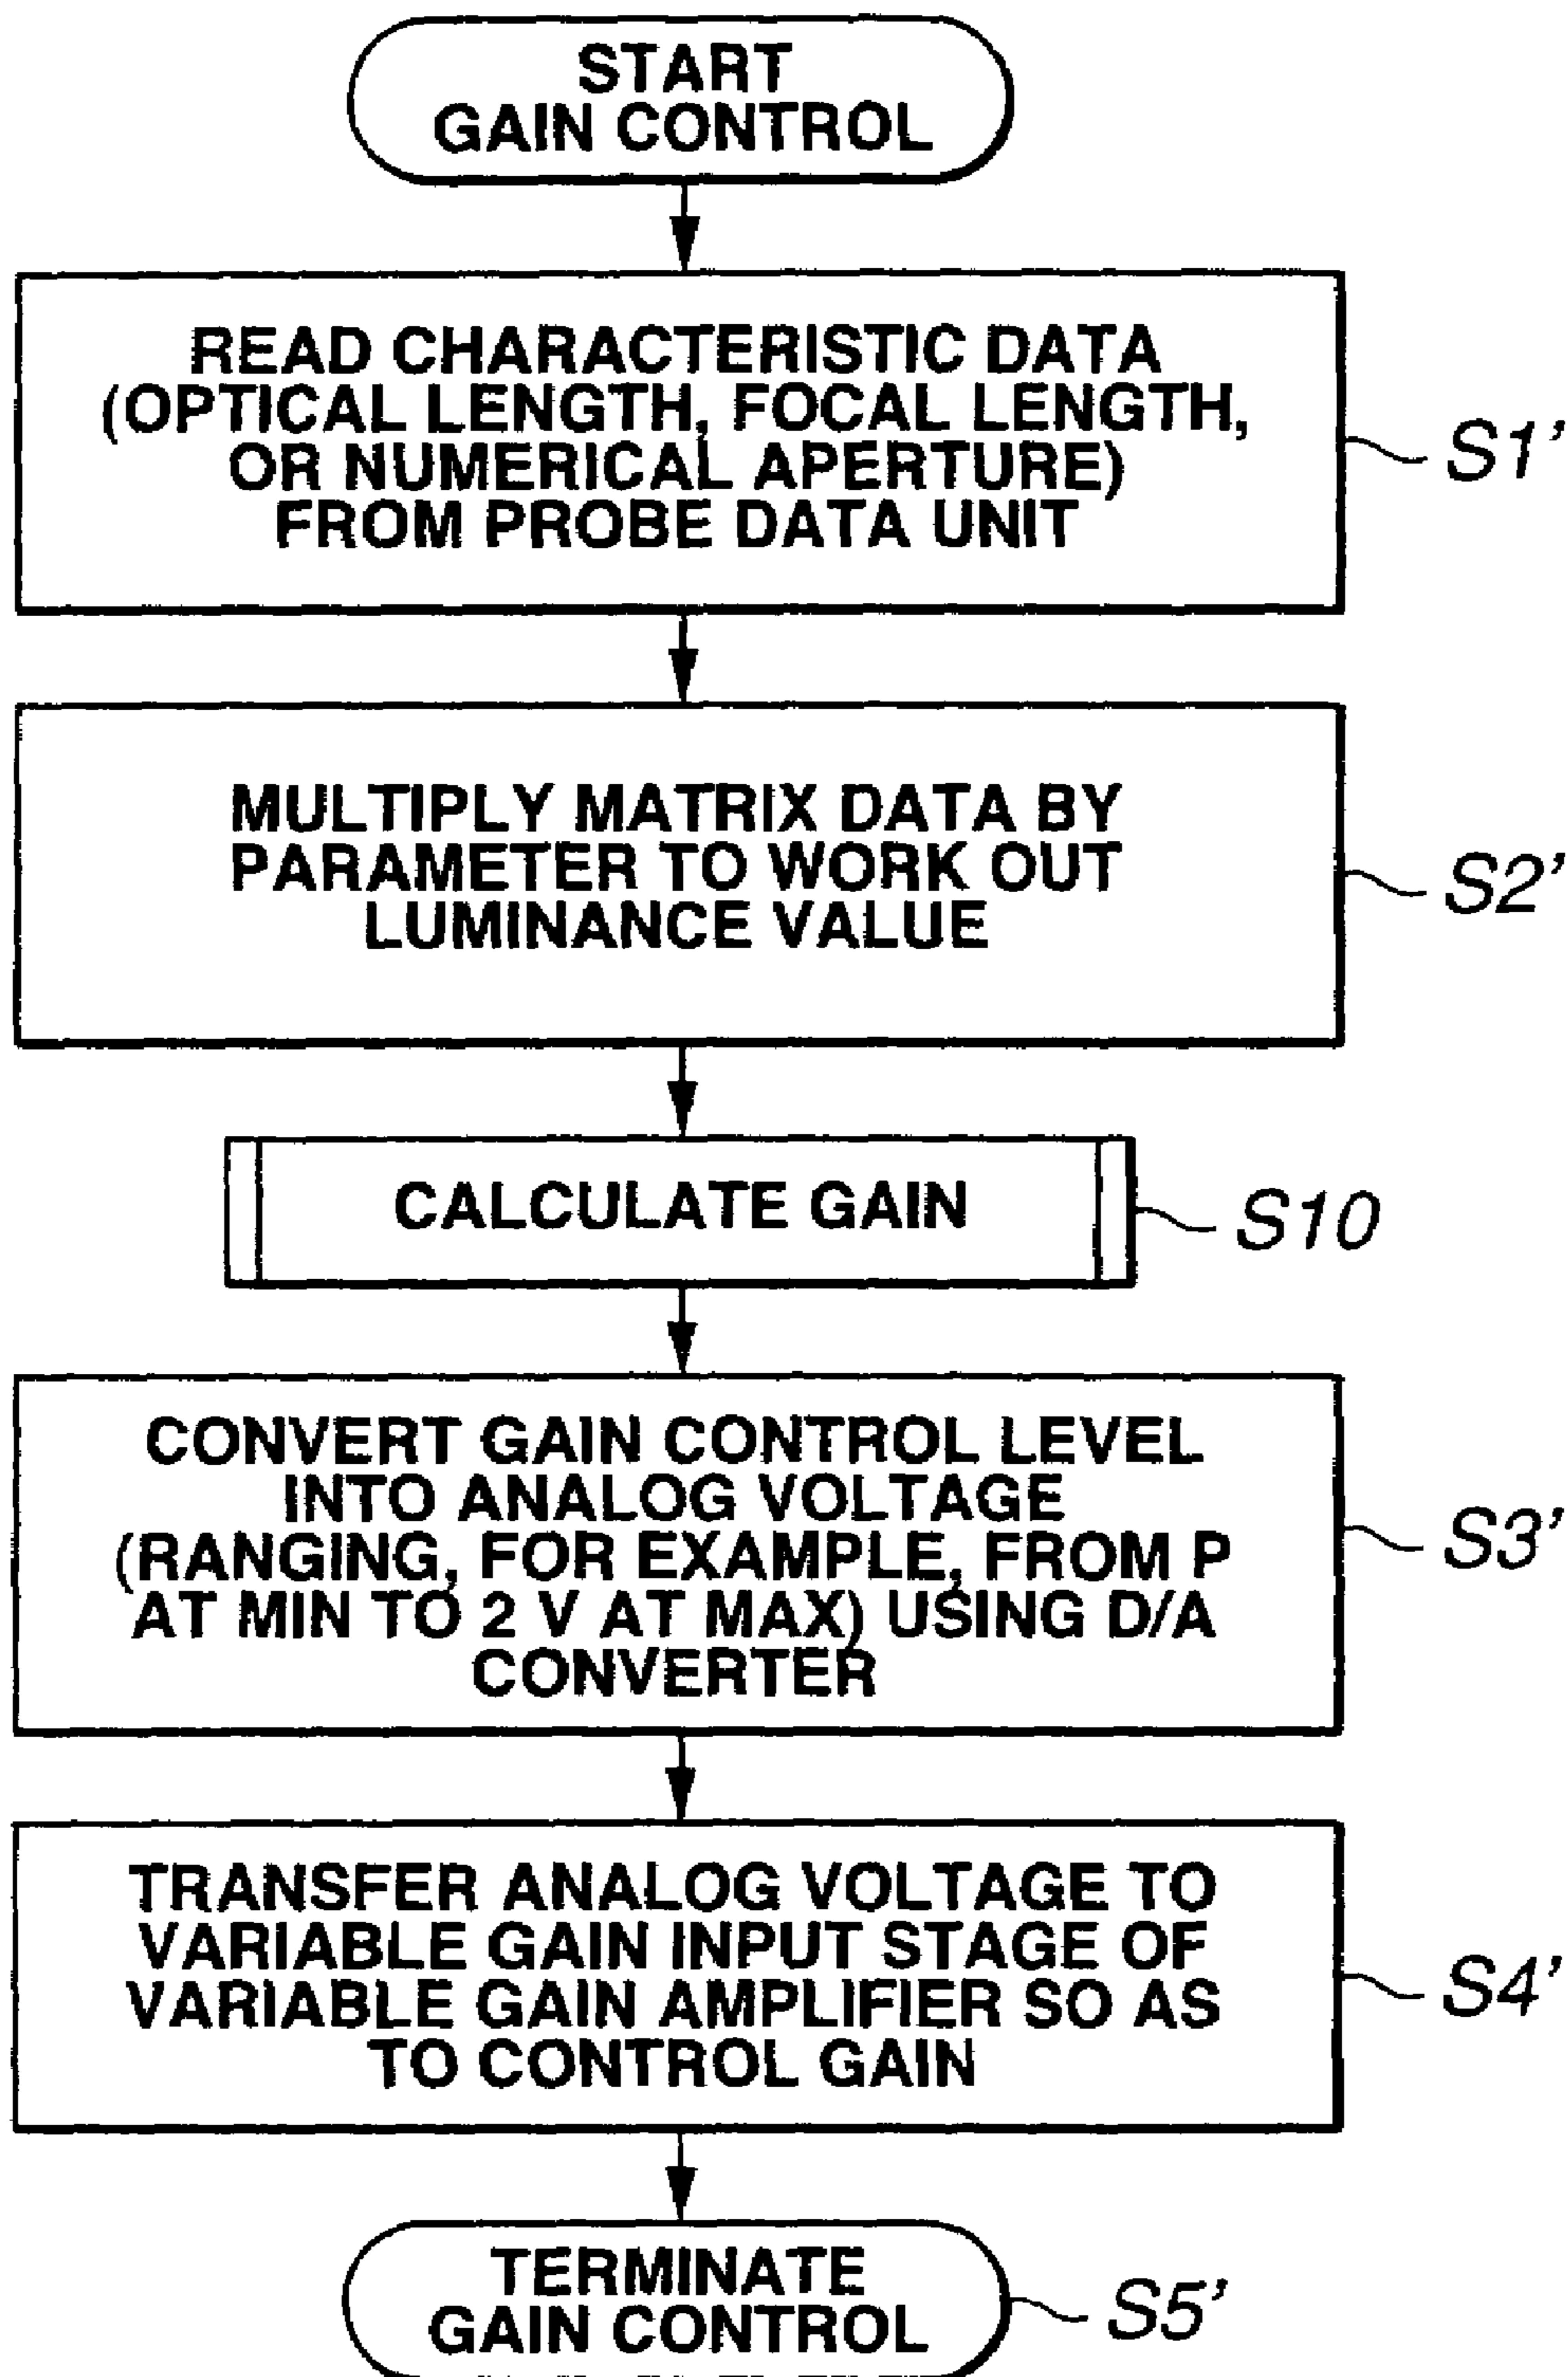 START
GAIN CONTROL
READ CHARACTERISTIC DATA
(OPTICAL LENGTH, FOCAL LENGTH,
OR NUMERICAL APERTURE)
FROM PROBE DATA UNIT
S1'
MULTIPLY MATRIX DATA BY
PARAMETER TO WORK OUT
LUMINANCE VALUE
S2'
CALCULATE GAIN
S10
CONVERT GAIN CONTROL LEVEL
INTO ANALOG VOLTAGE
(RANGING, FOR EXAMPLE, FROM P
AT MIN TO 2 V AT MAX) USING D/A
CONVERTER
S3'
TRANSFER ANALOG VOLTAGE TO
VARIABLE GAIN INPUT STAGE OF
VARIABLE GAIN AMPLIFIER SO AS
TO CONTROL GAIN
S4'
TERMINATE
GAIN CONTROL
S5'